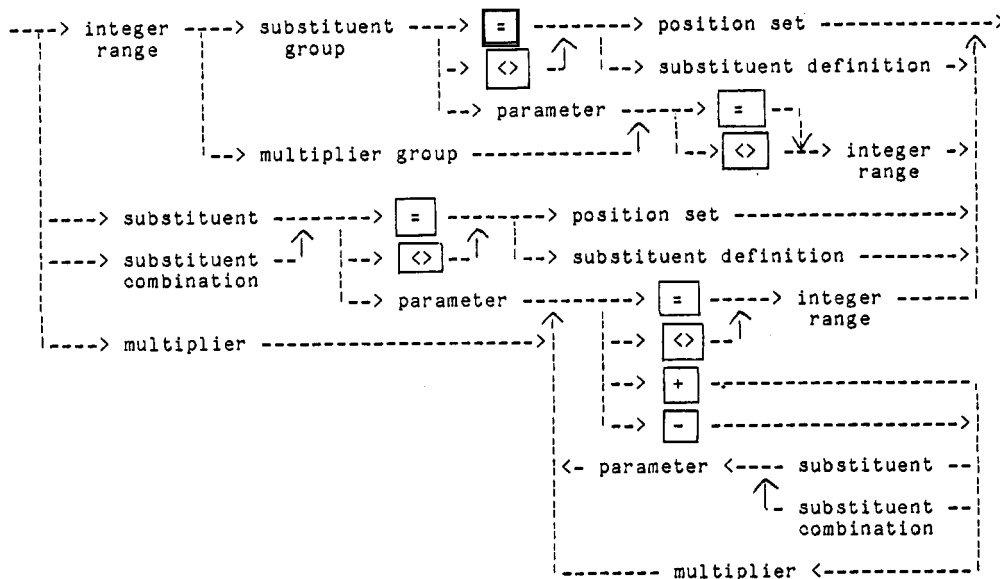 integer range substituent group = position set
<> substituent definition
parameter =
multiplier group <> integer range
substituent = position set
substituent combination <> substituent definition
parameter = integer range
multiplier <>
+
-
parameter substituent
substituent combination
multiplier